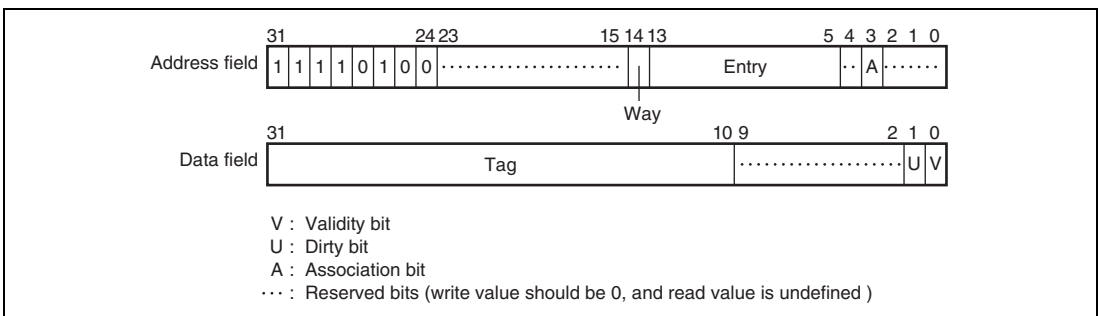 31 24 23 15 14 13 5 4 3 2 1 0
Address field 1 1 1 1 0 1 0 0 ··················· Entry ·· A ·······
Way
31 10 9 2 1 0
Data field Tag ··················· U V
V : Validity bit
U : Dirty bit
A : Association bit
··· : Reserved bits (write value should be 0, and read value is undefined )